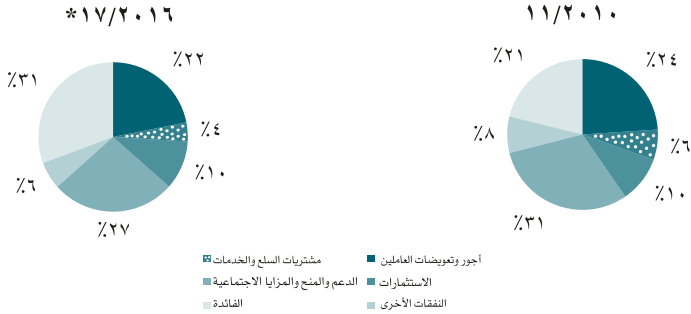 ١١/٢٠١٠
٪٢٤
٪٦
٪١٠
٪٣١
٪٨
٪٢١
*١٧/٢٠١٦
٪٢٢
٪٤
٪١٠
٪٢٧
٪٦
٪٣١
أجور وتعويضات العاملين
مشتريات السلع والخدمات
الاستثمارات
الدعم والمنح والمزايا الاجتماعية
النفقات الأخرى
الفائدة